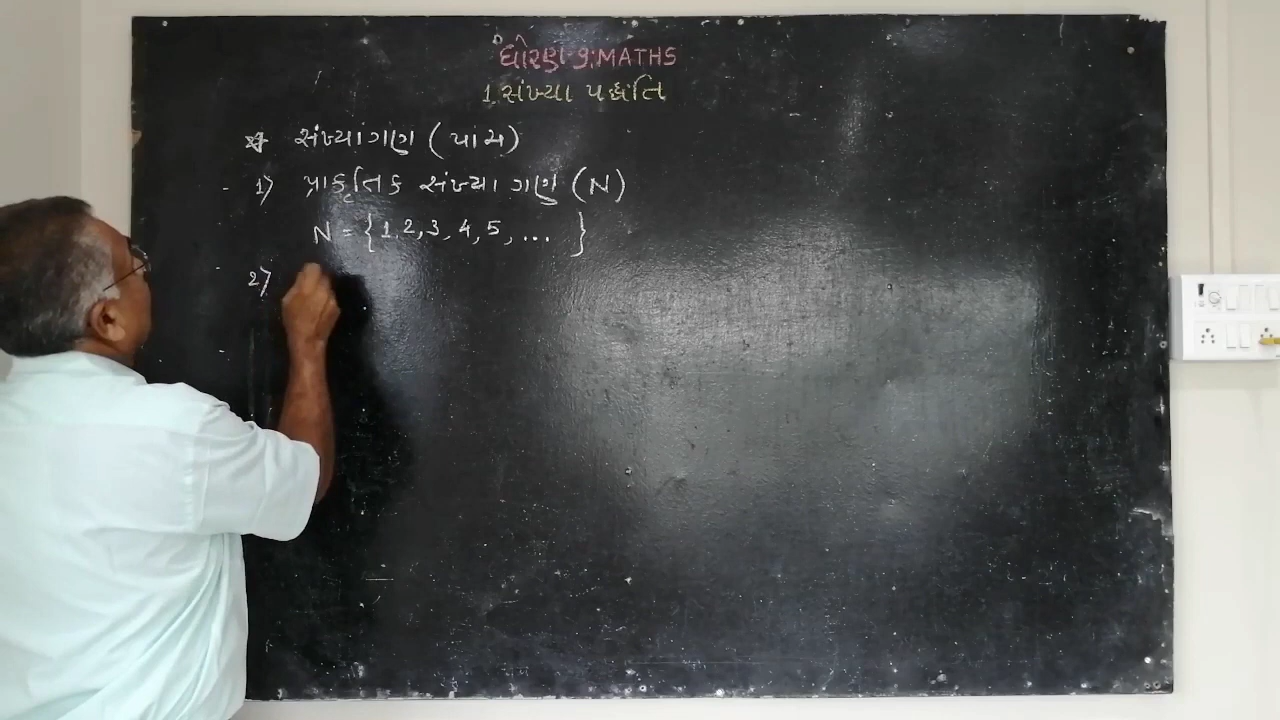 ધોરણ-9:MATHS
1. સંખ્યા પદ્ધતિ
* સંખ્યાગણ (પાંચ)
1) પ્રાકૃતિક સંખ્યા ગણ (N)
N = {1, 2, 3, 4, 5, ... }
2)